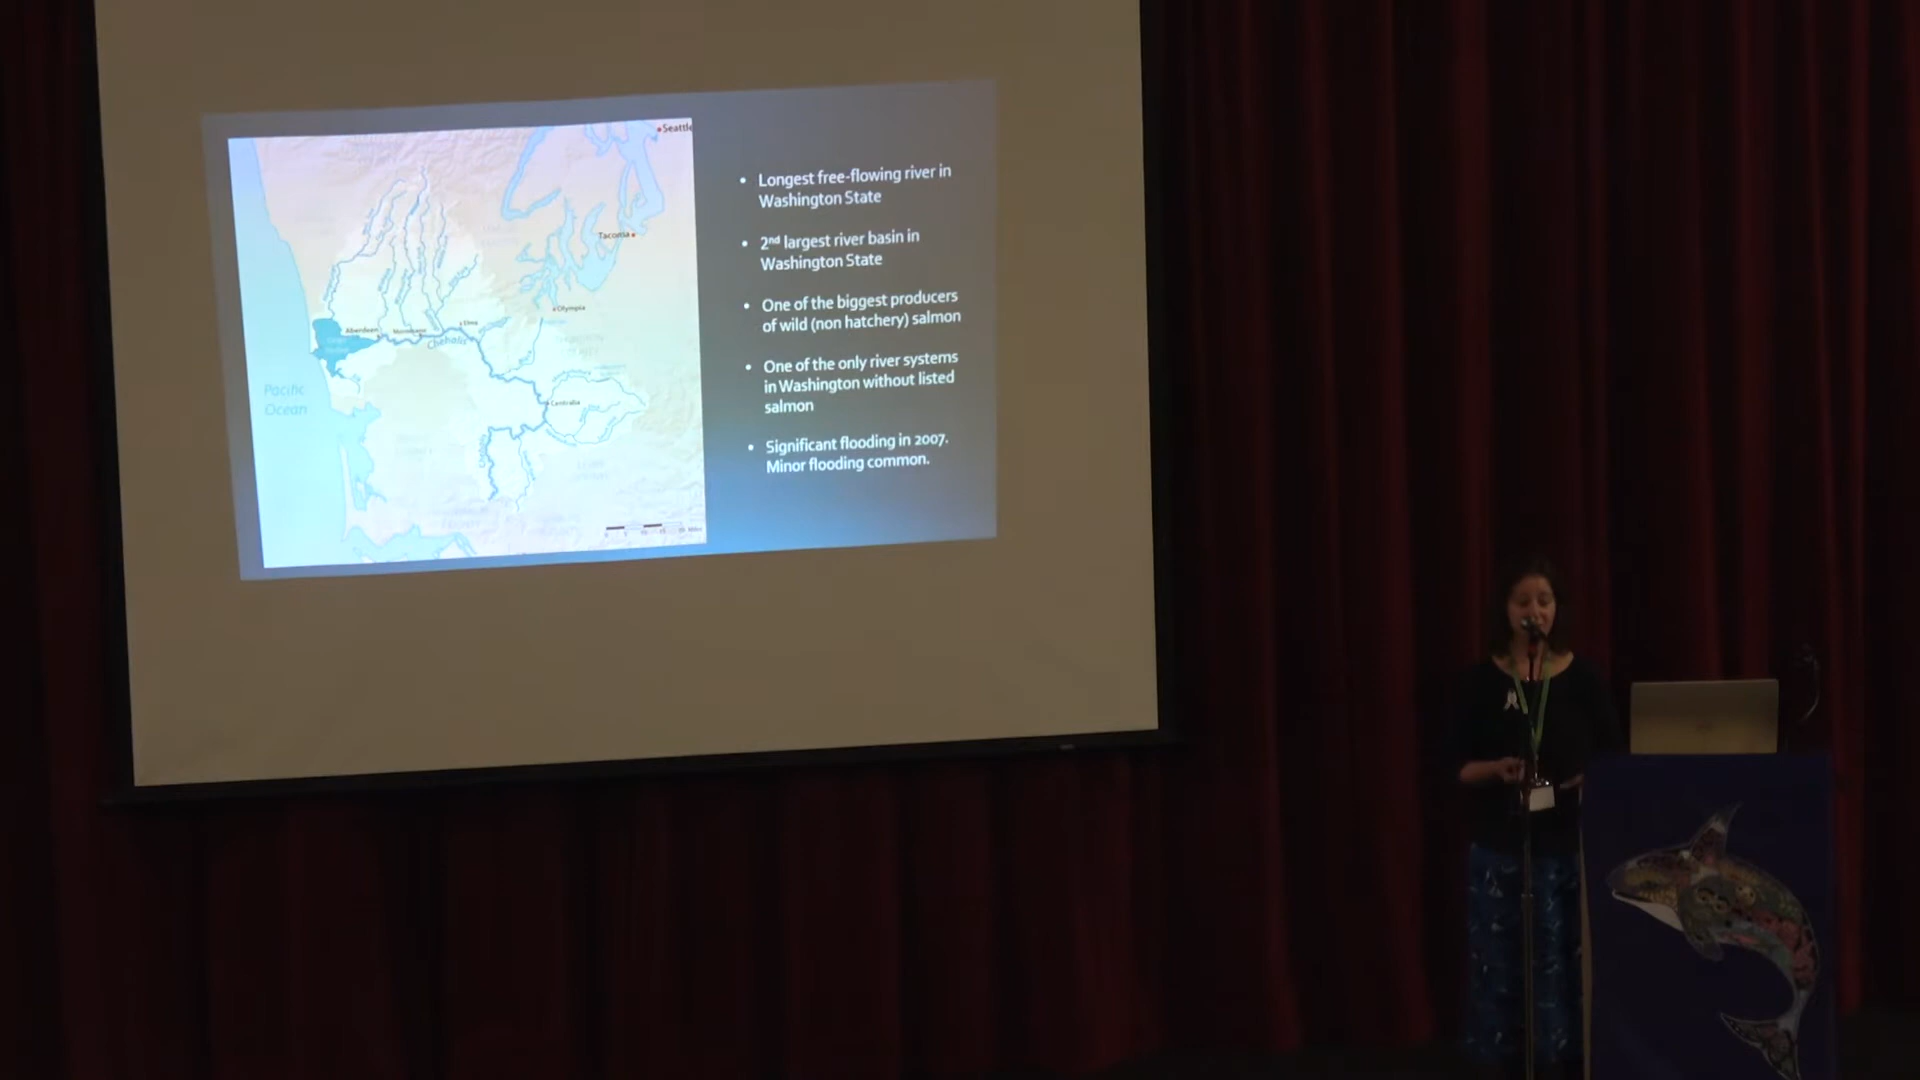 Seattle
Tacoma
Olympia
Elma
Aberdeen
Montesano
Chehalis
Pacific
Ocean
Centralia
• Longest free-flowing river in
Washington State
• 2nd largest river basin in
Washington State
• One of the biggest producers
of wild (non hatchery) salmon
• One of the only river systems
in Washington without listed
salmon
• Significant flooding in 2007.
Minor flooding common.